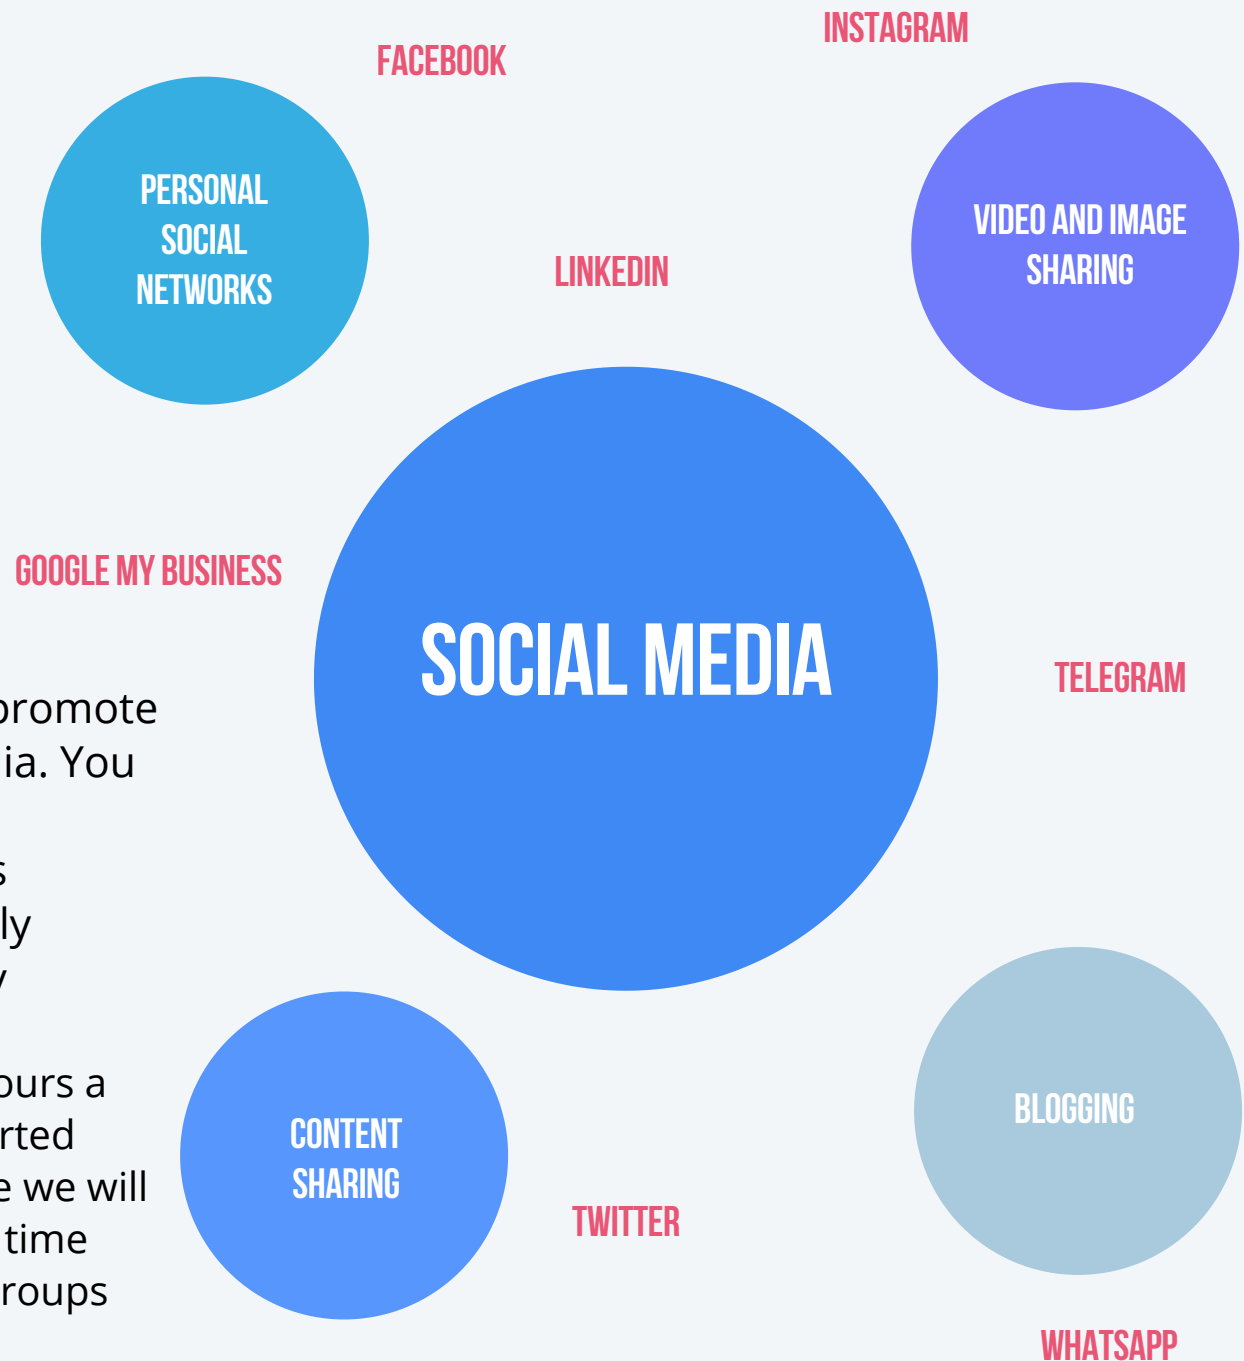 INSTAGRAM
FACEBOOK
PERSONAL
SOCIAL
NETWORKS
VIDEO AND IMAGE
SHARING
LINKEDIN
GOOGLE MY BUSINESS
SOCIAL MEDIA
TELEGRAM
promote
ia. You
s
ly
y
ours a
rted
e we will
time
roups
CONTENT
SHARING
BLOGGING
TWITTER
WHATSAPP